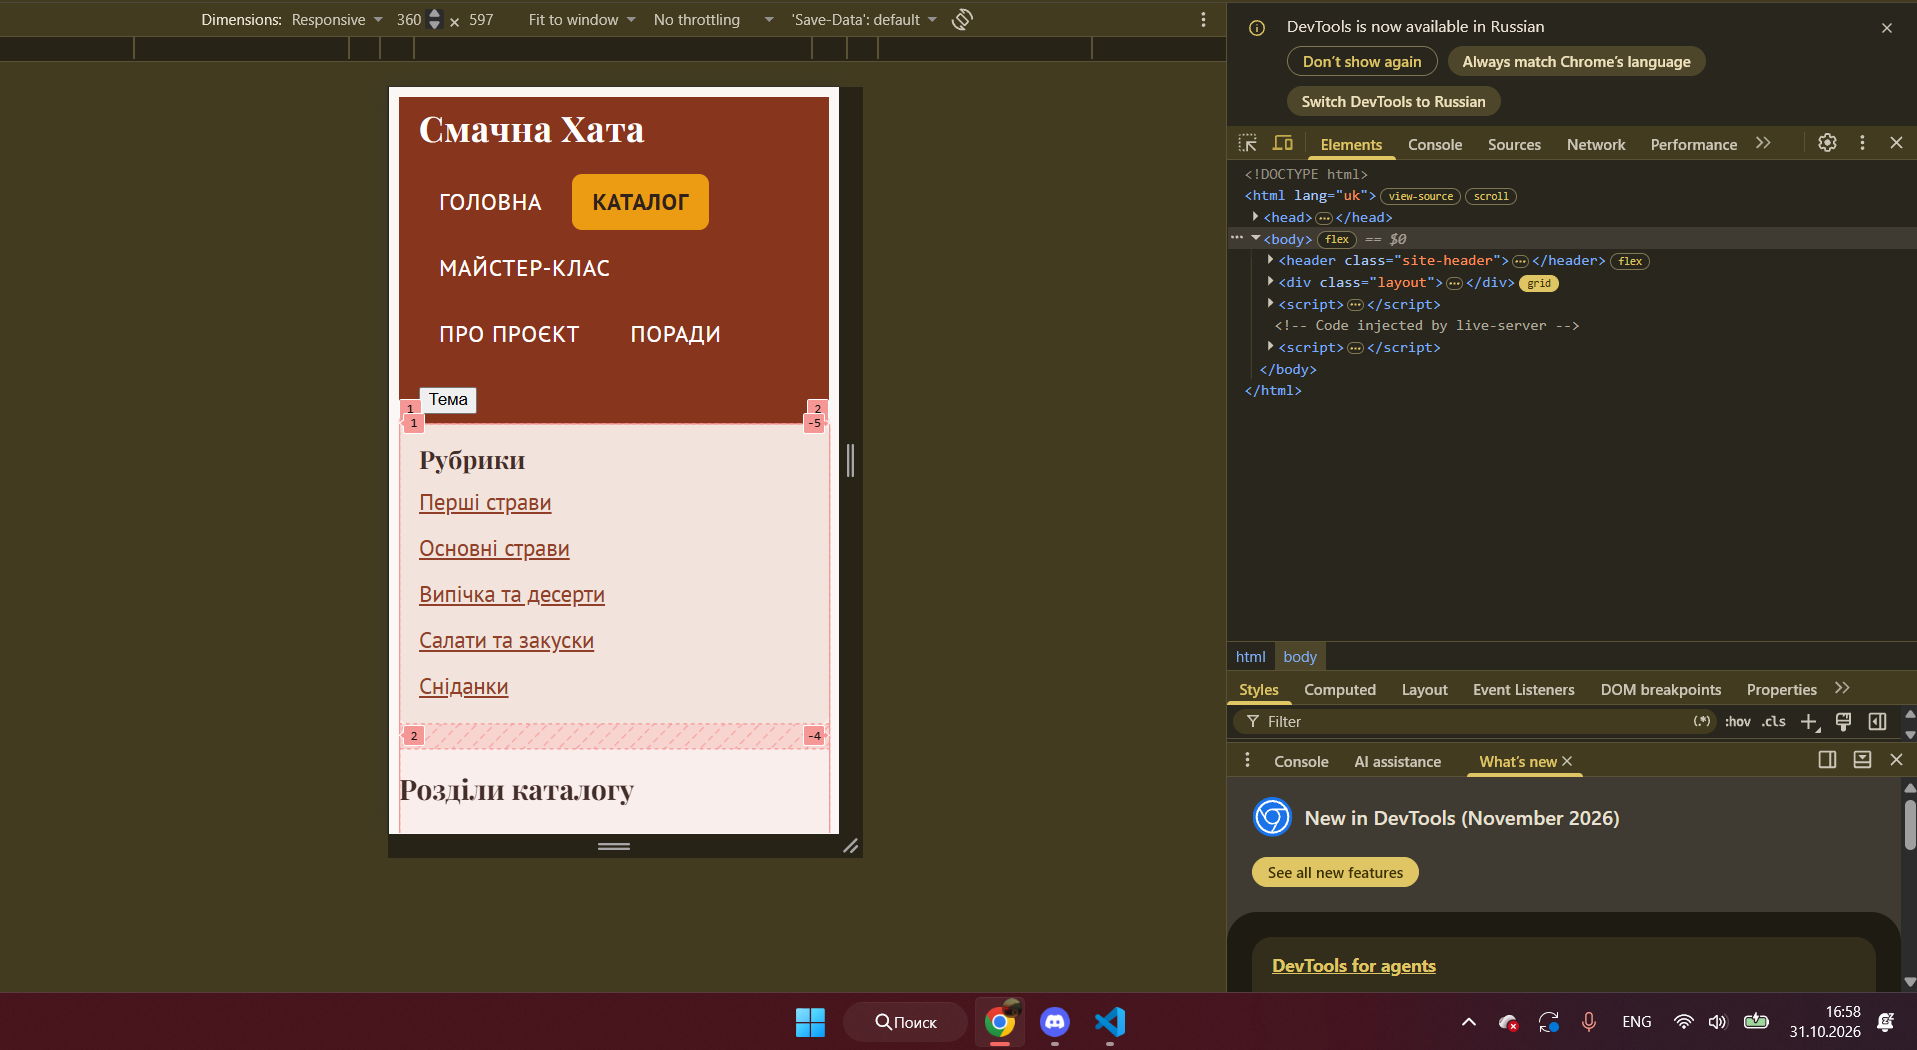 Dimensions: Responsive 360 × 597 Fit to window No throttling 'Save-Data': default
Смачна Хата
ГОЛОВНА КАТАЛОГ
МАЙСТЕР-КЛАС
ПРО ПРОЄКТ ПОРАДИ
Тема
1 2
1 -5
Рубрики
Перші страви
Основні страви
Випічка та десерти
Салати та закуски
Сніданки
2 -4
Розділи каталогу
DevTools is now available in Russian
Don't show again Always match Chrome's language
Switch DevTools to Russian
Elements Console Sources Network Performance
<!DOCTYPE html>
<html lang="uk"> view-source scroll
<head> ... </head>
... <body> flex == $0
<header class="site-header"> ... </header> flex
<div class="layout"> ... </div> grid
<script> ... </script>
<!-- Code injected by live-server -->
<script> ... </script>
</body>
</html>
html body
Styles Computed Layout Event Listeners DOM breakpoints Properties
Filter (.*) :hov .cls
Console AI assistance What's new
New in DevTools (November 2026)
See all new features
DevTools for agents
Поиск
ENG
16:58
31.10.2026